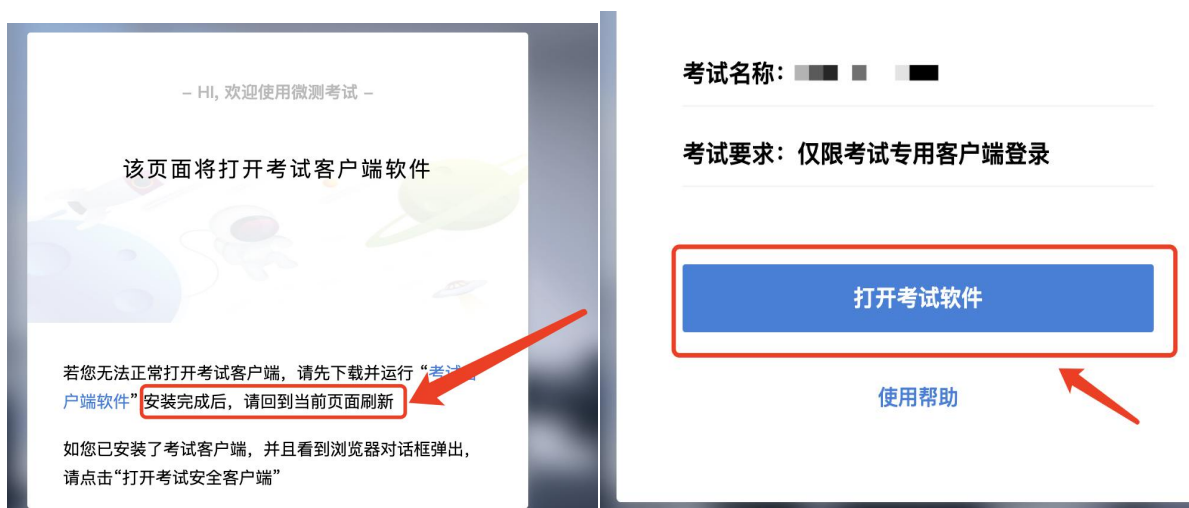 – HI, 欢迎使用微测考试 –
该页面将打开考试客户端软件
若您无法正常打开考试客户端，请先下载并运行“考试客
户端软件”安装完成后，请回到当前页面刷新
如您已安装了考试客户端，并且看到浏览器对话框弹出，
请点击“打开考试安全客户端”
考试名称：
考试要求：仅限考试专用客户端登录
打开考试软件
使用帮助